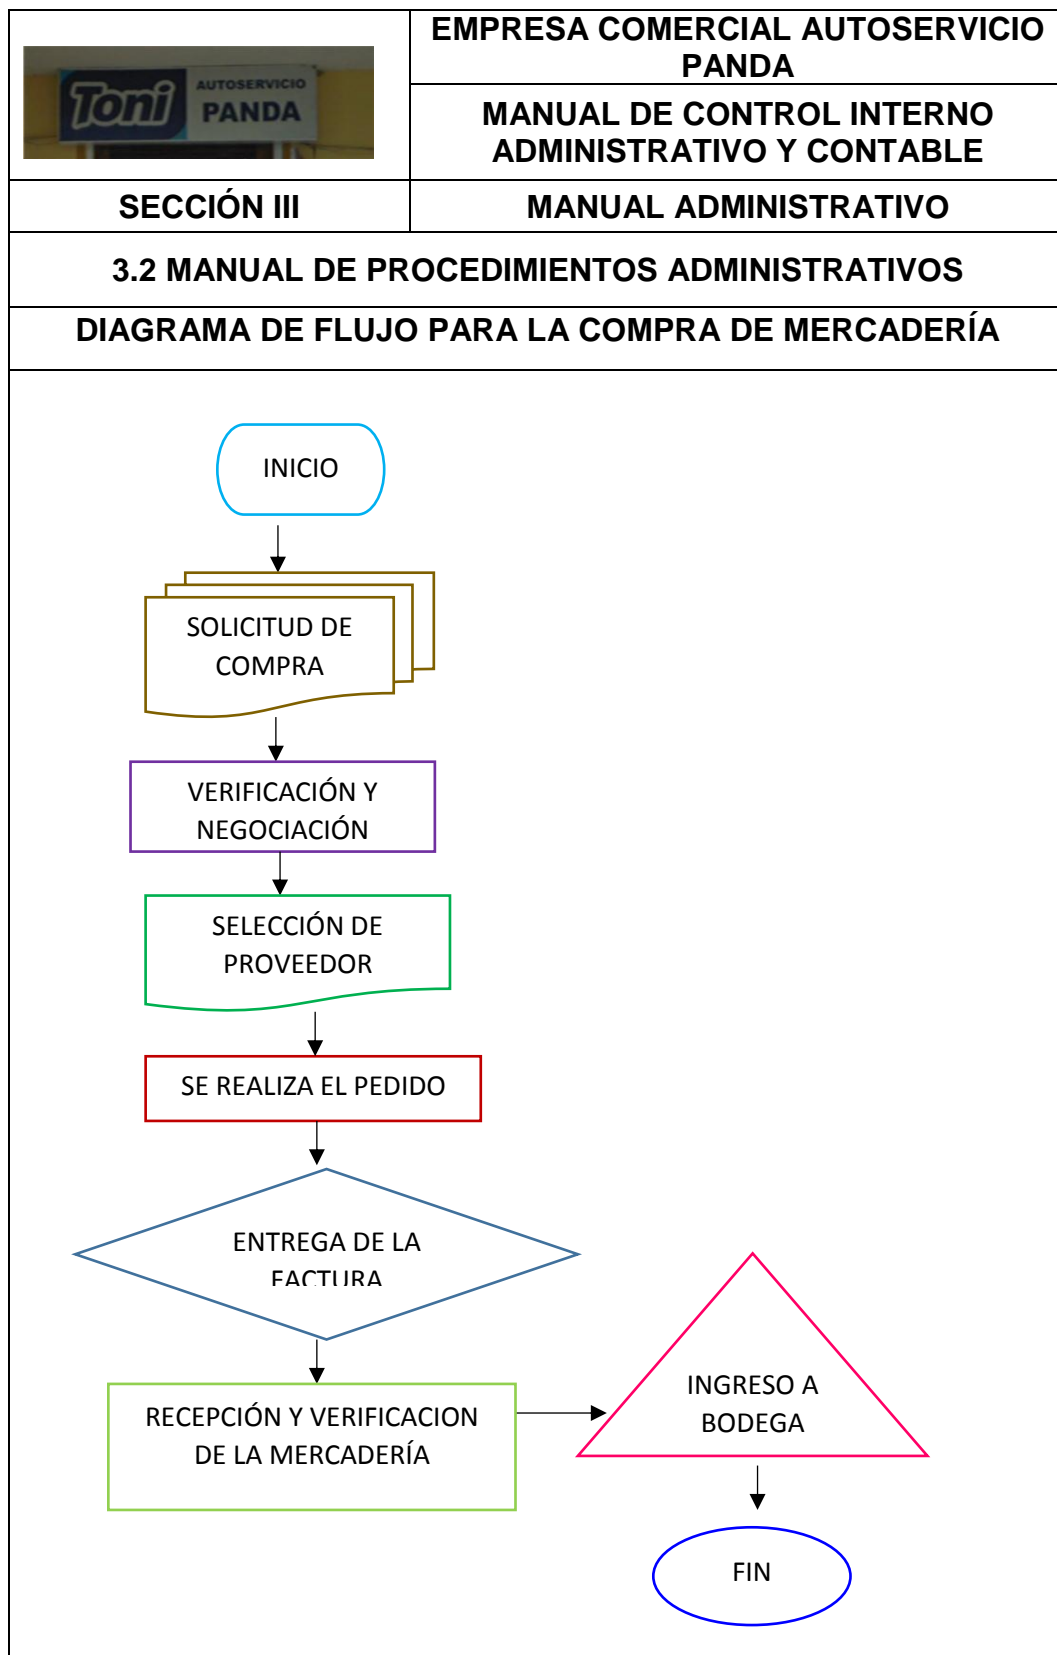 Toni
AUTOSERVICIO
PANDA
EMPRESA COMERCIAL AUTOSERVICIO
PANDA
MANUAL DE CONTROL INTERNO
ADMINISTRATIVO Y CONTABLE
SECCIÓN III
MANUAL ADMINISTRATIVO
3.2 MANUAL DE PROCEDIMIENTOS ADMINISTRATIVOS
DIAGRAMA DE FLUJO PARA LA COMPRA DE MERCADERÍA
INICIO
SOLICITUD DE
COMPRA
VERIFICACIÓN Y
NEGOCIACIÓN
SELECCIÓN DE
PROVEEDOR
SE REALIZA EL PEDIDO
ENTREGA DE LA
FACTURA
RECEPCIÓN Y VERIFICACION
DE LA MERCADERÍA
INGRESO A
BODEGA
FIN